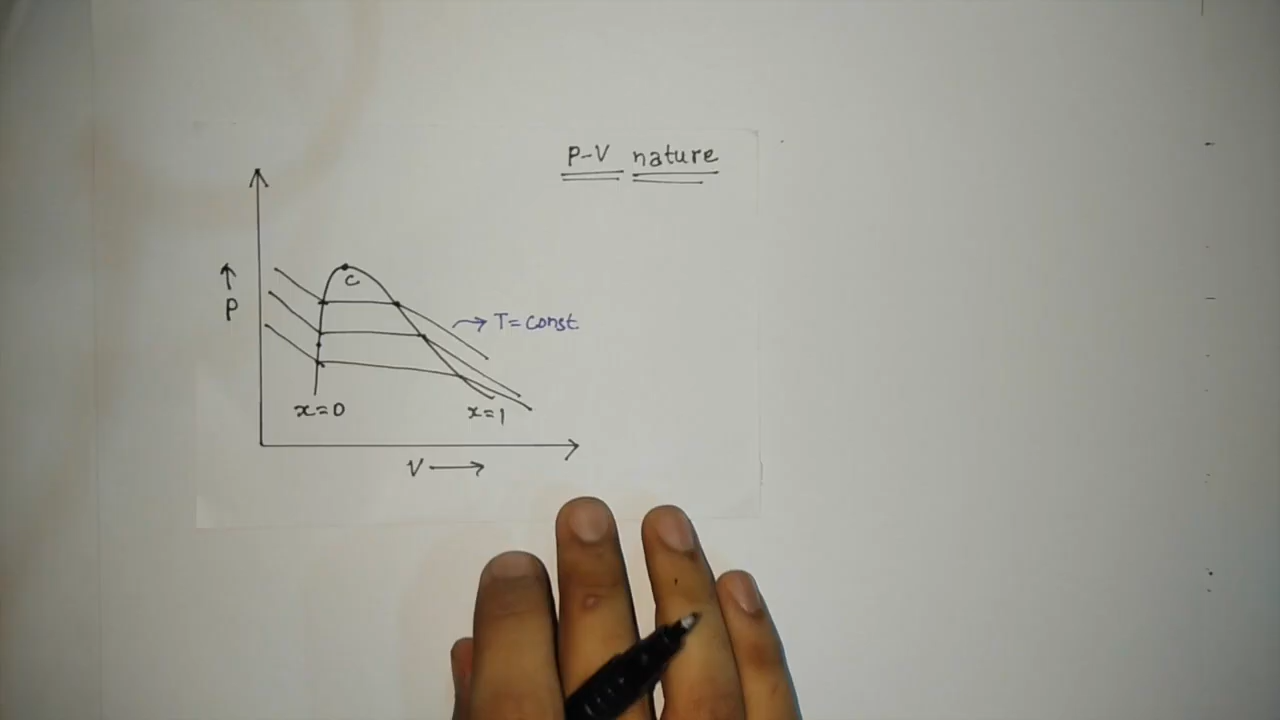 P-V nature
↑
P
C
→ T=const
x=0
x=1
V →